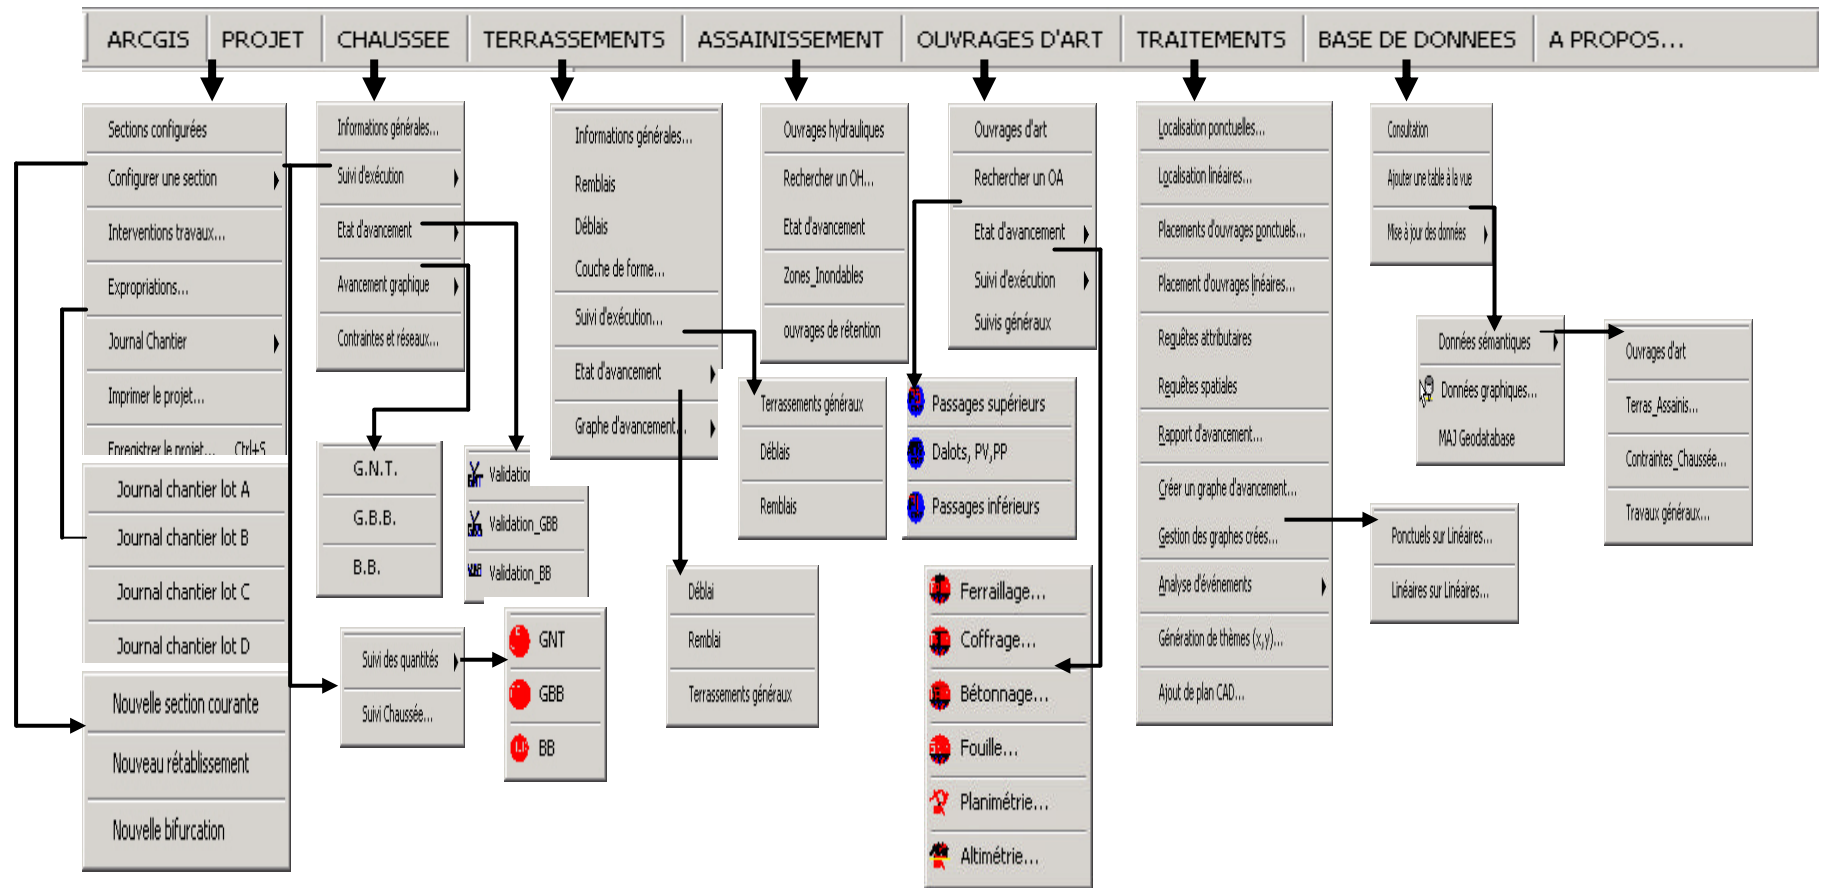 ARCGIS PROJET CHAUSSEE TERRASSEMENTS ASSAINISSEMENT OUVRAGES D'ART TRAITEMENTS BASE DE DONNEES A PROPOS...
Sections configurées
Configurer une section
Interventions travaux...
Expropriations...
Journal Chantier
Imprimer le projet...
Enregistrer le projet... Ctrl+S
Journal chantier lot A
Journal chantier lot B
Journal chantier lot C
Journal chantier lot D
Nouvelle section courante
Nouveau rétablissement
Nouvelle bifurcation
Informations générales...
Suivi d'exécution
Etat d'avancement
Avancement graphique
Contraintes et réseaux...
G.N.T.
G.B.B.
B.B.
Validation
Validation_GBB
Validation_BB
Suivi des quantités
Suivi Chaussée...
GNT
GBB
BB
Informations générales...
Remblais
Déblais
Couche de forme...
Suivi d'exécution...
Etat d'avancement
Graphe d'avancement...
Terrassements généraux
Déblais
Remblais
Déblai
Remblai
Terrassements généraux
Ouvrages hydrauliques
Rechercher un OH...
Etat d'avancement
Zones_Inondables
ouvrages de rétention
Ouvrages d'art
Rechercher un OA
Etat d'avancement
Suivi d'exécution
Suivis généraux
Passages supérieurs
Dalots, PV,PP
Passages inférieurs
Ferraillage...
Coffrage...
Bétonnage...
Fouille...
Planimétrie...
Altimétrie...
Localisation ponctuelles...
Localisation linéaires...
Placements d'ouvrages ponctuels...
Placement d'ouvrages linéaires...
Requêtes attributaires
Requêtes spatiales
Rapport d'avancement...
Créer un graphe d'avancement...
Gestion des graphes crées...
Analyse d'événements
Génération de thèmes (x,y)...
Ajout de plan CAD...
Ponctuels sur Linéaires...
Linéaires sur Linéaires...
Consultation
Ajouter une table à la vue
Mise à jour des données
Données sémantiques
Données graphiques...
MAJ Geodatabase
Ouvrages d'art
Terras_Assainis...
Contraintes_Chaussée...
Travaux généraux...